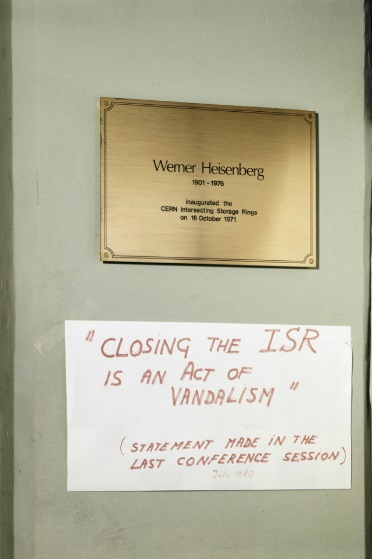 Werner Heisenberg
1901 - 1976
inaugurated the
CERN Intersecting Storage Rings
on 16 October 1971
"CLOSING THE ISR
IS AN ACT OF
VANDALISM"
(STATEMENT MADE IN THE
LAST CONFERENCE SESSION)
July 1980